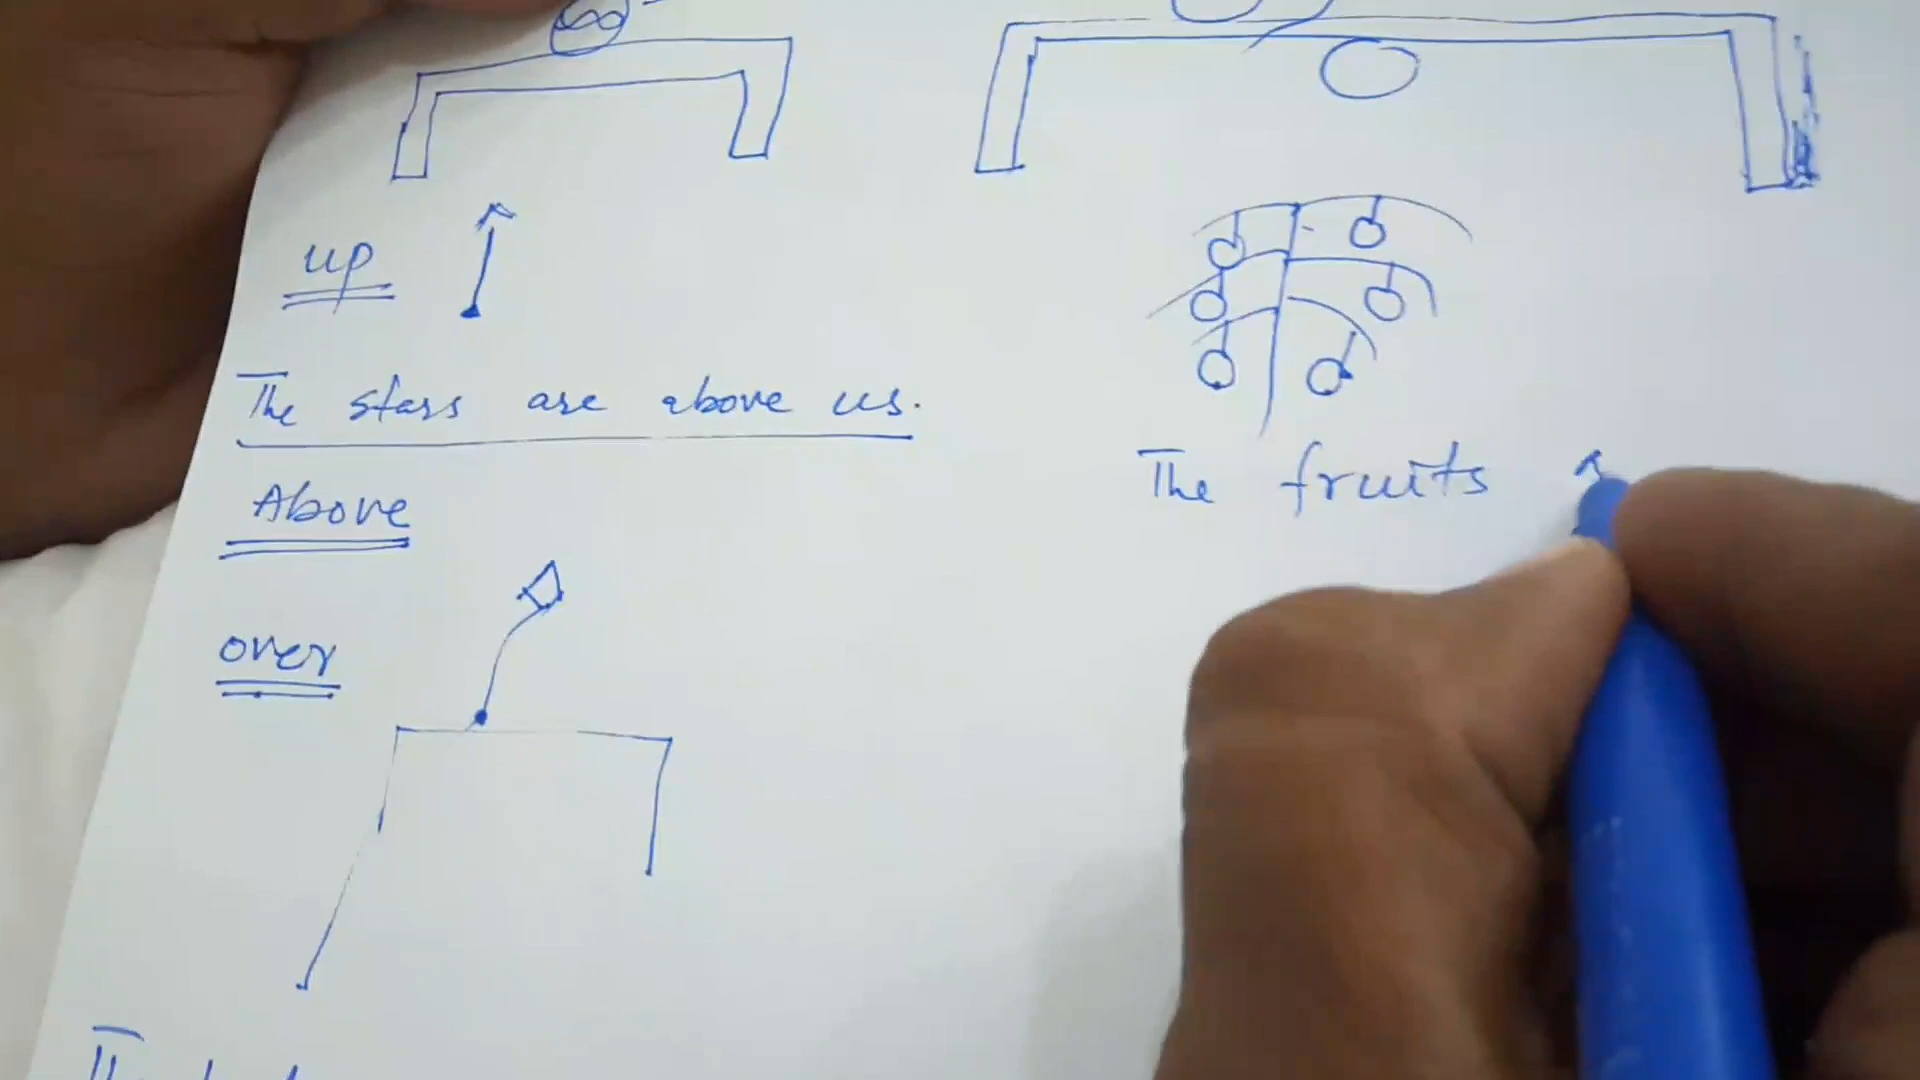 up
The stars are above us.
Above
over
The fruits